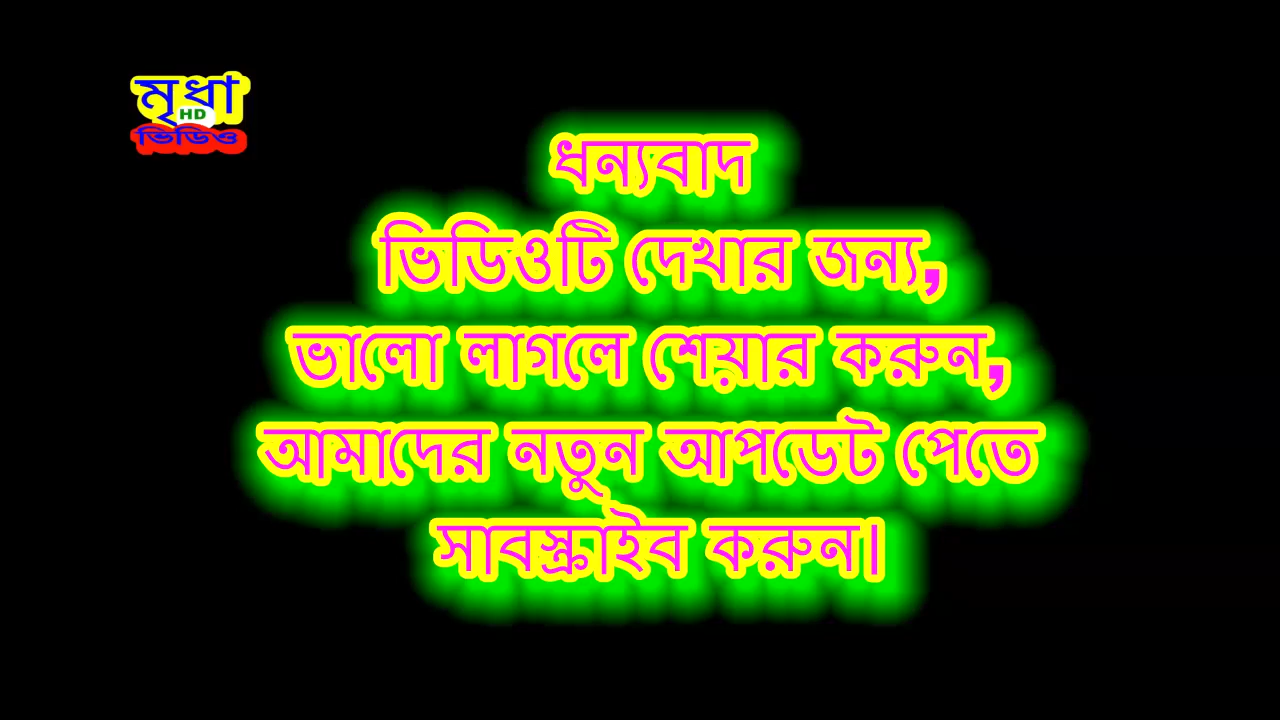 মৃধা
HD
ভিডিও
ধন্যবাদ
ভিডিওটি দেখার জন্য,
ভালো লাগলে শেয়ার করুন,
আমাদের নতুন আপডেট পেতে
সাবস্ক্রাইব করুন।